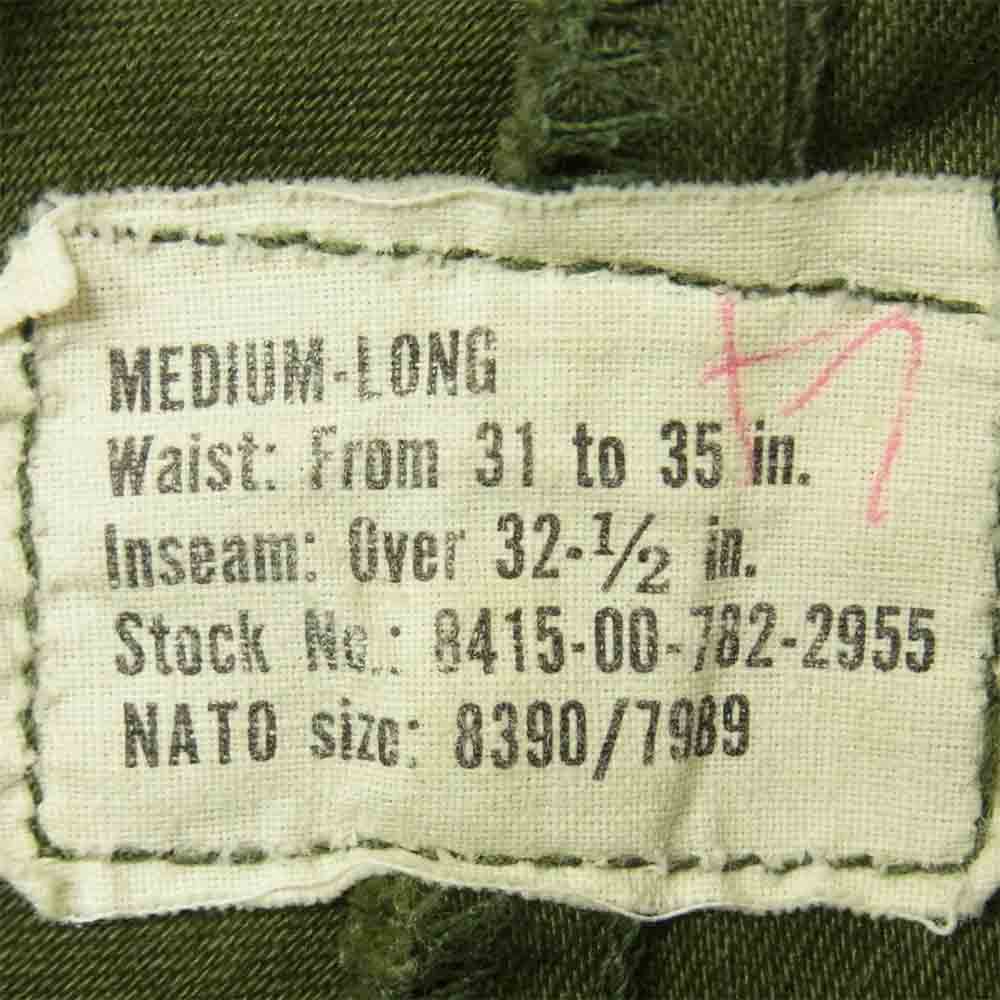 MEDIUM-LONG
Waist: From 31 to 35 in.
Inseam: Over 32-1/2 in.
Stock No.: 8415-00-782-2955
NATO size: 8390/7989